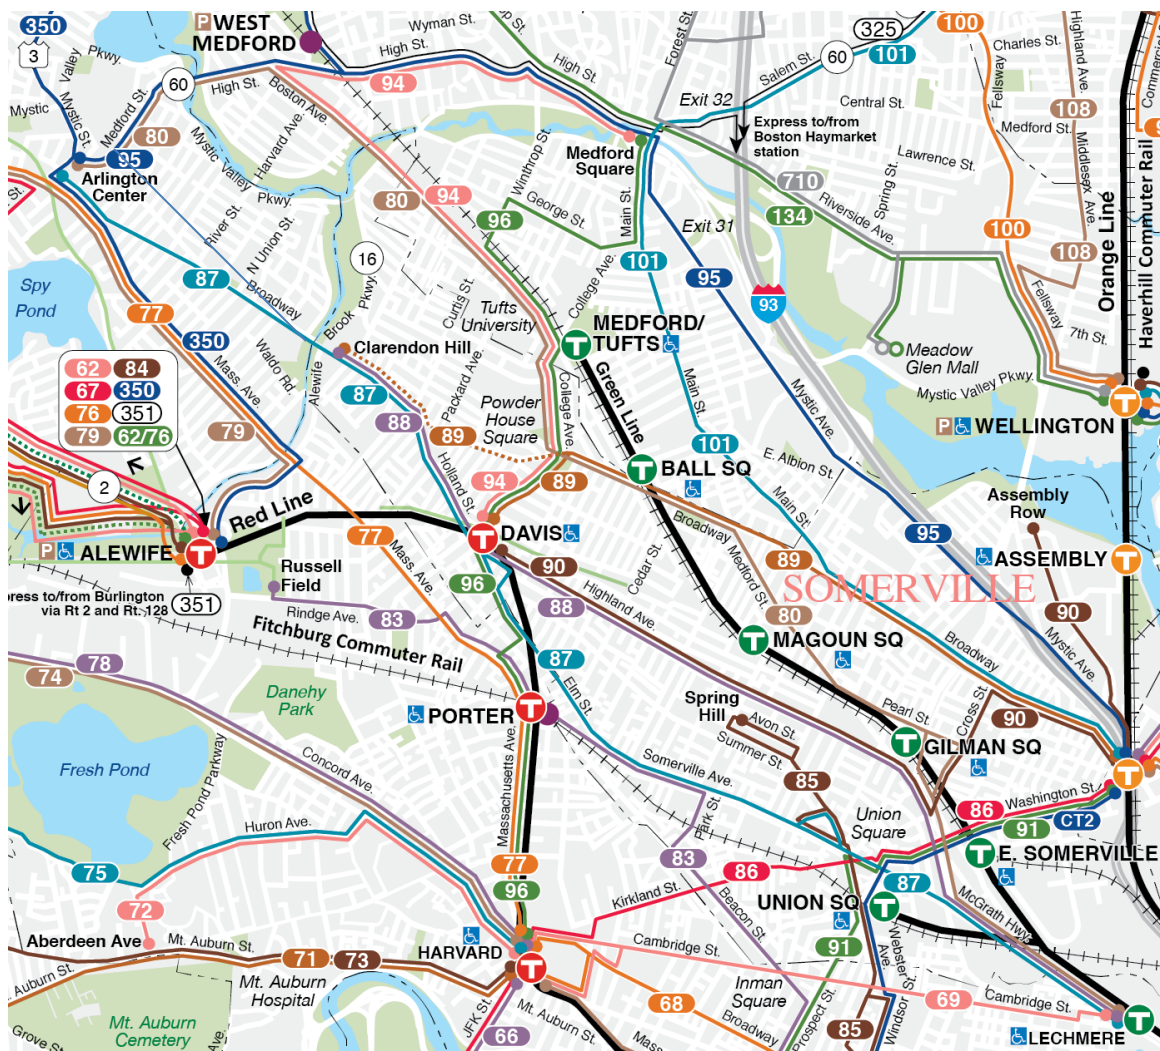 350
3
Valley
Pkwy.
Mystic
Mystic St.
Medford St.
80
95
Arlington
Center
P WEST
MEDFORD
60
High St.
Boston Ave.
Harvard Ave.
Mystic Valley Pkwy.
94
Wyman St.
High St.
High St.
Forest St.
325
100
101
60
Salem St.
Exit 32
Express to/from
Boston Haymarket
station
Central St.
Charles St.
Fellsway
Highland Ave.
108
Medford St.
Middlesex Ave.
Lawrence St.
Spring St.
Commercial St.
Medford
Square
Winthrop St.
George St.
Main St.
80
94
96
710
134
Riverside Ave.
Exit 31
100
108
Orange Line
Haverhill Commuter Rail
St.
River St.
N Union St.
16
87
Broadway
Spy
Pond
77
350
Mass. Ave.
Waldo Rd.
Alewife
Brook
Pkwy.
Curtis St.
Tufts
University
College Ave.
101
95
93
Fellsway
7th St.
Clarendon Hill
MEDFORD/
TUFTS
Green Line
Meadow
Glen Mall
Mystic Valley Pkwy.
P WELLINGTON
62 84
67 350
76 351
79 62/76
79
87
88
89
Packard Ave.
Powder
House
Square
College Ave.
Main St.
101
Mystic Ave.
E. Albion St.
Main St.
BALL SQ
2
Red Line
Holland St.
94
89
P ALEWIFE
77
Mass. Ave.
DAVIS
Broadway
Medford St.
Cedar St.
89
95
Assembly
Row
ASSEMBLY
SOMERVILLE
press to/from Burlington
via Rt 2 and Rt. 128
351
Russell
Field
Rindge Ave.
83
Fitchburg Commuter Rail
96
90
88
Highland Ave.
80
MAGOUN SQ
Broadway
90
Mystic Ave.
78
74
Danehy
Park
87
Elm St.
PORTER
Spring
Hill
Avon St.
Summer St.
Pearl St.
Cross St.
90
GILMAN SQ
Fresh Pond
Fresh Pond Parkway
Concord Ave.
Massachusetts Ave.
Somerville Ave.
85
Union
Square
86
Washington St.
91
CT2
E. SOMERVILLE
Huron Ave.
75
72
77
96
Park St.
83
86
Kirkland St.
Beacon St.
UNION SQ
87
McGrath Hwy.
Aberdeen Ave
Mt. Auburn St.
HARVARD
Cambridge St.
91
Webster Ave.
Auburn St.
71
73
Mt. Auburn
Hospital
Inman
Square
Prospect St.
Windsor St.
69
Cambridge St.
68
Broadway
85
LECHMERE
Grove St.
Mt. Auburn
Cemetery
Ave.
JFK St.
66
Mt. Auburn St.
Mass.